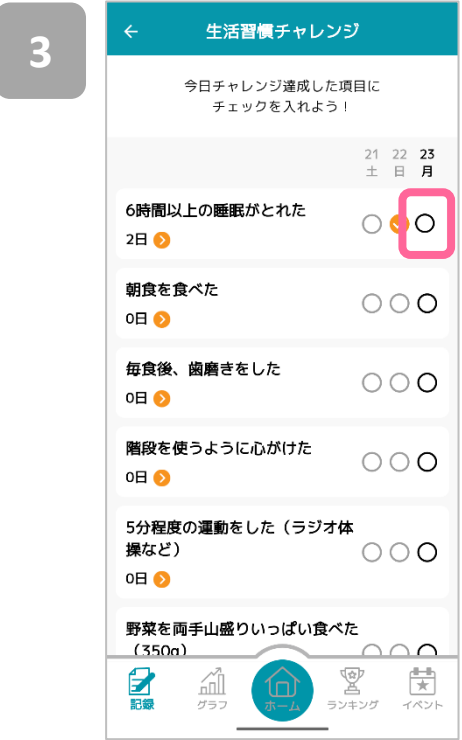 3
生活習慣チャレンジ
今日チャレンジ達成した項目に
チェックを入れよう！
21 22 23
土 日 月
6時間以上の睡眠がとれた
2日
朝食を食べた
0日
毎食後、歯磨きをした
0日
階段を使うように心がけた
0日
5分程度の運動をした（ラジオ体
操など）
0日
野菜を両手山盛りいっぱい食べた
（350g）
記録 グラフ ホーム ランキング イベント